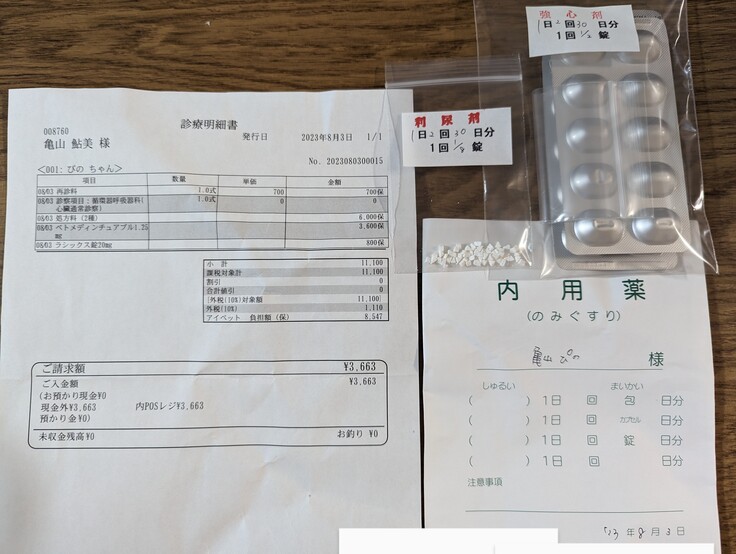 診療明細書
008760
発行日 2023年8月3日 1/1
亀山 鮎美 様
No. 2023080300015
<001: ぴの ちゃん>
項目 数量 単価 金額
08/03 再診料 1.0式 700 700保
08/03 診察項目:循環器呼吸器科( 1.0式 0 0
心臓通常診察)
08/03 処方料(2種) 6,000保
08/03 ベトメディンチュアブル1.25 3,600保
mg
08/03 ラシックス錠20mg 800保
小 計 11,100
課税対象計 11,100
割引 0
合計値引 0
[外税(10%)対象額 11,100]
外税(10%) 1,110
アイペット 負担額(保) 8,547
ご請求額 ¥3,663
ご入金額 ¥3,663
(お預かり現金¥0
現金外¥3,663 内POSレジ¥3,663
預かり金¥0)
未収金残高¥0 お釣り ¥0
利尿剤
1日2回30日分
1回1/8錠
強心剤
1日2回30日分
1回1/2錠
内用薬
(のみぐすり)
亀山 ぴの 様
しゅるい まいかい
( ) 1日 回 包 日分
( ) 1日 回 カプセル 日分
( ) 1日 回 錠 日分
( ) 1日 回 日分
注意事項
'23年8月3日